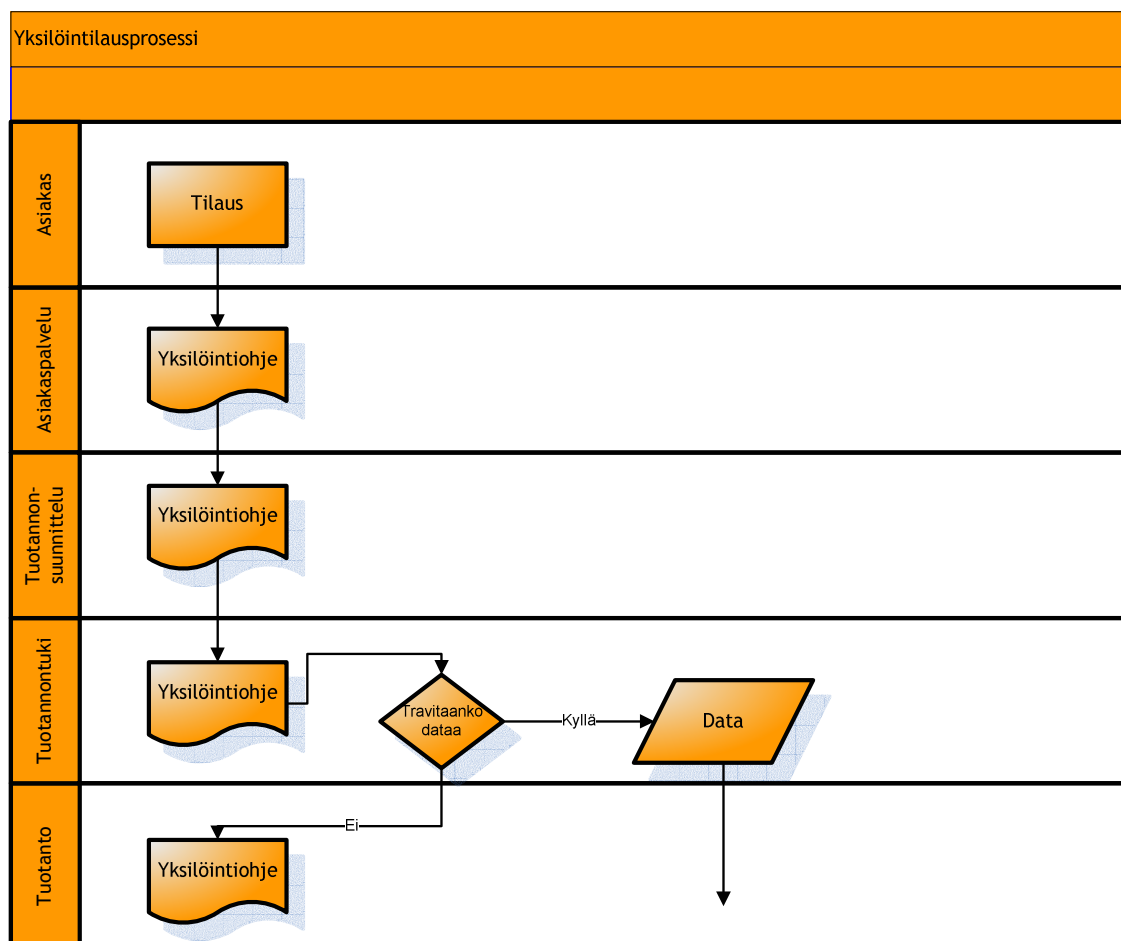 Yksilöintilausprosessi
Asiakas
Tilaus
Asiakaspalvelu
Yksilöintiohje
Tuotannon-
suunnittelu
Yksilöintiohje
Tuotannontuki
Yksilöintiohje
Travitaanko
dataa
Kyllä
Data
Tuotanto
Ei
Yksilöintiohje